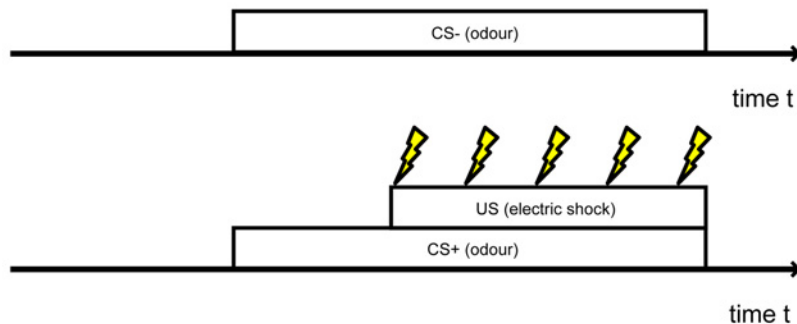 CS- (odour)
time t
US (electric shock)
CS+ (odour)
time t